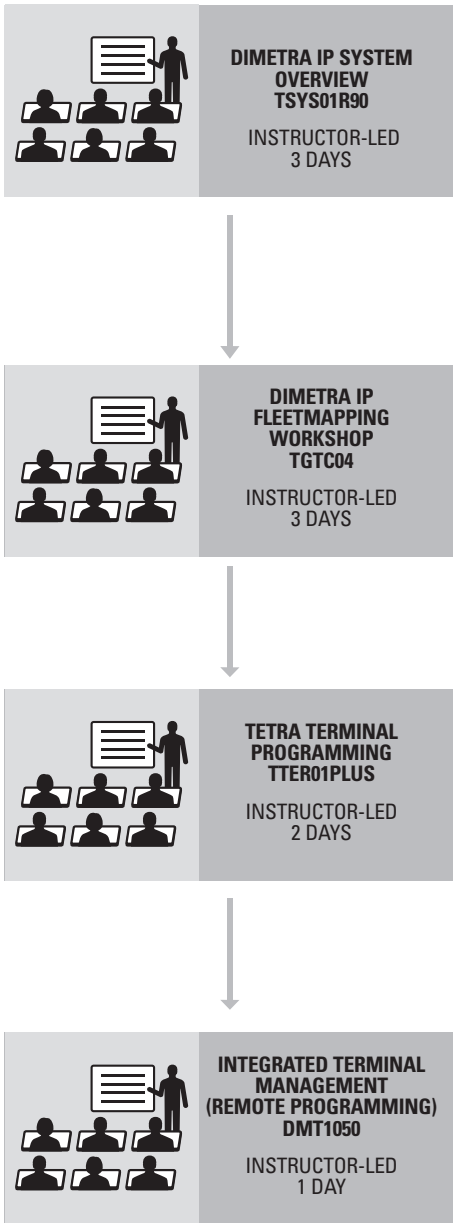 DIMETRA IP SYSTEM
OVERVIEW
TSYS01R90
INSTRUCTOR-LED
3 DAYS
DIMETRA IP
FLEETMAPPING
WORKSHOP
TGTC04
INSTRUCTOR-LED
3 DAYS
TETRA TERMINAL
PROGRAMMING
TTER01PLUS
INSTRUCTOR-LED
2 DAYS
INTEGRATED TERMINAL
MANAGEMENT
(REMOTE PROGRAMMING)
DMT1050
INSTRUCTOR-LED
1 DAY